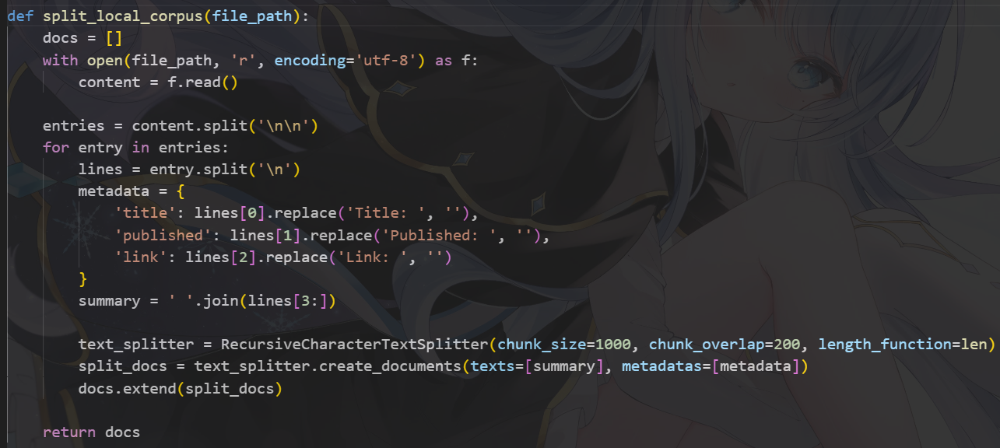 def split_local_corpus(file_path):
    docs = []
    with open(file_path, 'r', encoding='utf-8') as f:
        content = f.read()

    entries = content.split('\n\n')
    for entry in entries:
        lines = entry.split('\n')
        metadata = {
            'title': lines[0].replace('Title: ', ''),
            'published': lines[1].replace('Published: ', ''),
            'link': lines[2].replace('Link: ', '')
        }
        summary = ' '.join(lines[3:])

        text_splitter = RecursiveCharacterTextSplitter(chunk_size=1000, chunk_overlap=200, length_function=len)
        split_docs = text_splitter.create_documents(texts=[summary], metadatas=[metadata])
        docs.extend(split_docs)

    return docs